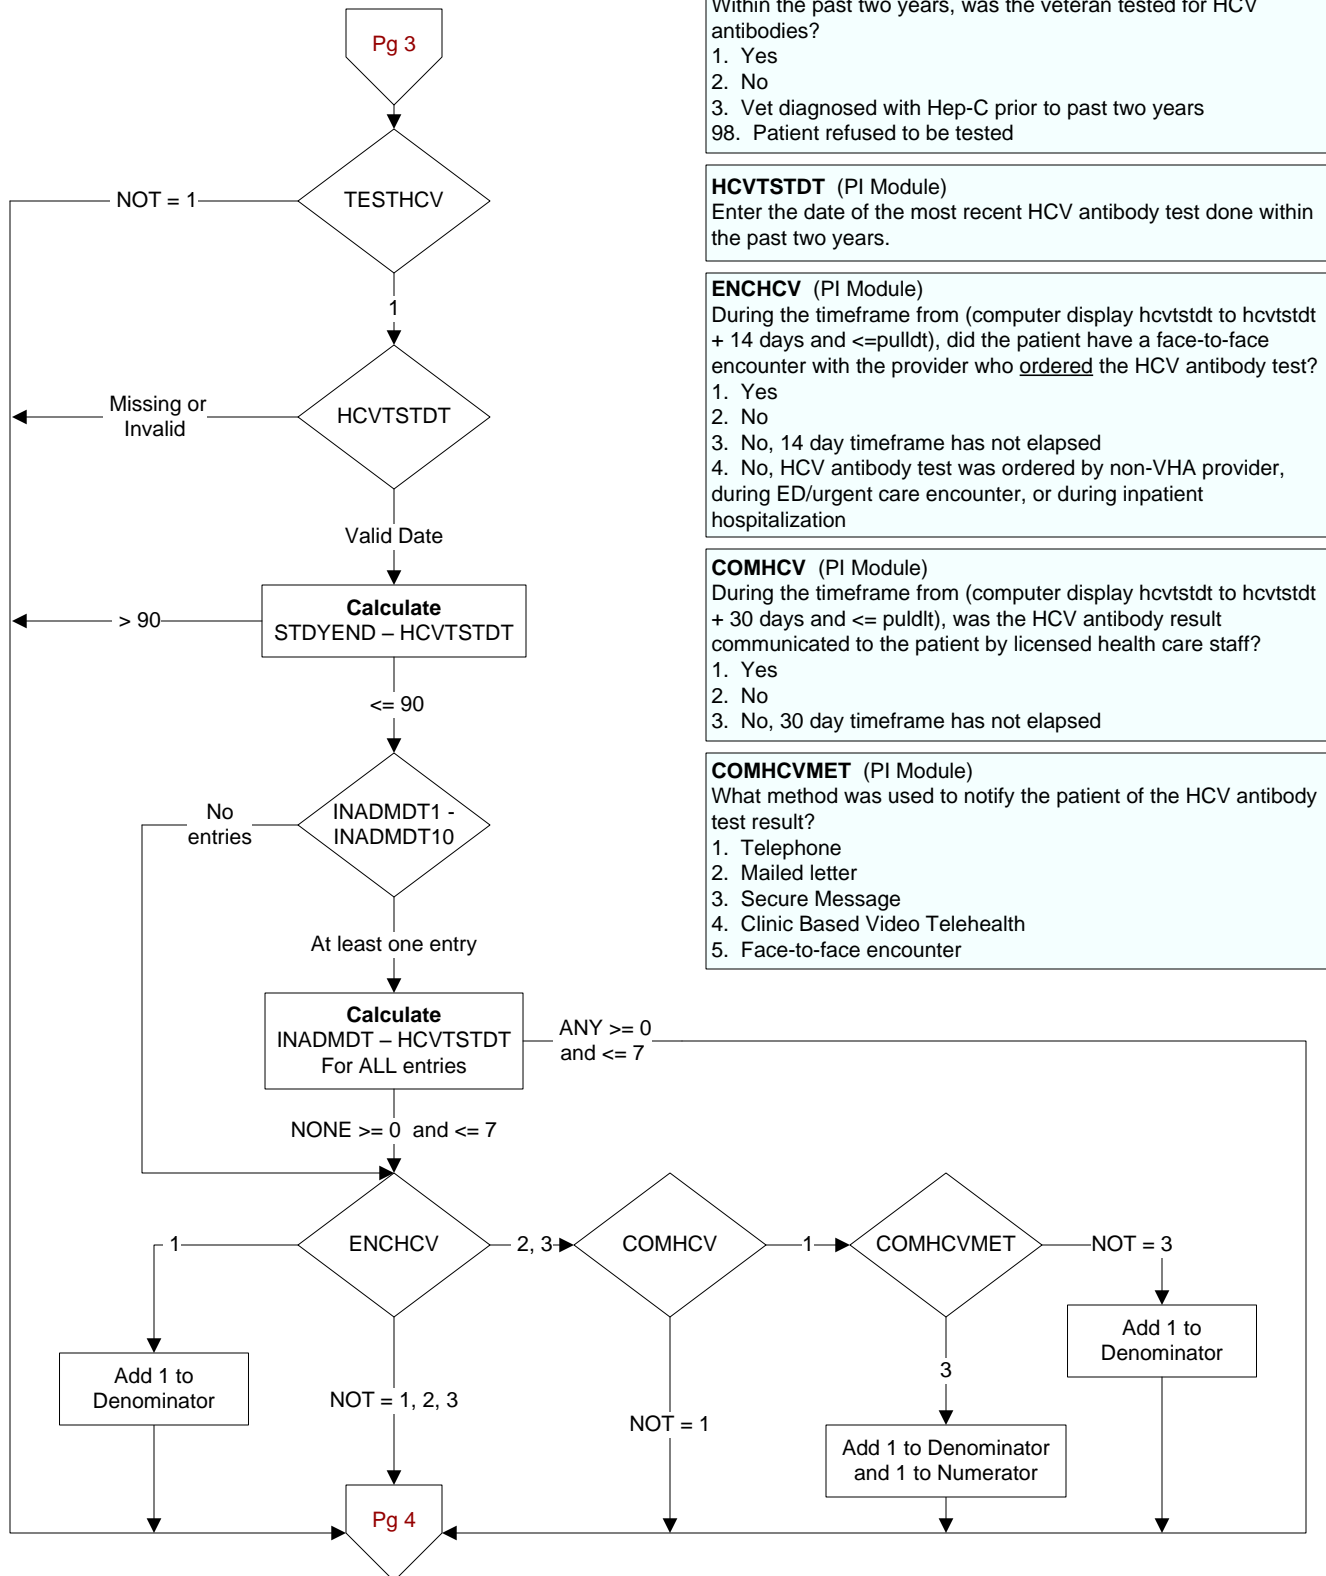 Within the past two years, was the veteran tested for HCV
antibodies?
1. Yes
2. No
3. Vet diagnosed with Hep-C prior to past two years
98. Patient refused to be tested
HCVTSTDT (PI Module)
Enter the date of the most recent HCV antibody test done within
the past two years.
ENCHCV (PI Module)
During the timeframe from (computer display hcvtstdt to hcvtstdt
+ 14 days and <=pulldt), did the patient have a face-to-face
encounter with the provider who ordered the HCV antibody test?
1. Yes
2. No
3. No, 14 day timeframe has not elapsed
4. No, HCV antibody test was ordered by non-VHA provider,
during ED/urgent care encounter, or during inpatient
hospitalization
COMHCV (PI Module)
During the timeframe from (computer display hcvtstdt to hcvtstdt
+ 30 days and <= puldlt), was the HCV antibody result
communicated to the patient by licensed health care staff?
1. Yes
2. No
3. No, 30 day timeframe has not elapsed
COMHCVMET (PI Module)
What method was used to notify the patient of the HCV antibody
test result?
1. Telephone
2. Mailed letter
3. Secure Message
4. Clinic Based Video Telehealth
5. Face-to-face encounter
Pg 3
TESTHCV
NOT = 1
1
HCVTSTDT
Missing or
Invalid
Valid Date
Calculate
STDYEND – HCVTSTDT
> 90
<= 90
INADMDT1 -
INADMDT10
No
entries
At least one entry
Calculate
INADMDT – HCVTSTDT
For ALL entries
ANY >= 0
and <= 7
NONE >= 0 and <= 7
ENCHCV
1
2, 3
COMHCV
1
COMHCVMET
NOT = 3
Add 1 to
Denominator
Add 1 to
Denominator
NOT = 1, 2, 3
NOT = 1
3
Add 1 to Denominator
and 1 to Numerator
Pg 4